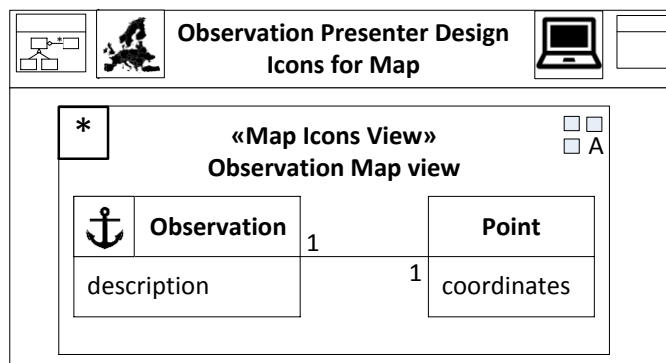 Observation Presenter Design
Icons for Map
*
«Map Icons View»
A
Observation Map view
Observation
1
Point
description
1
coordinates